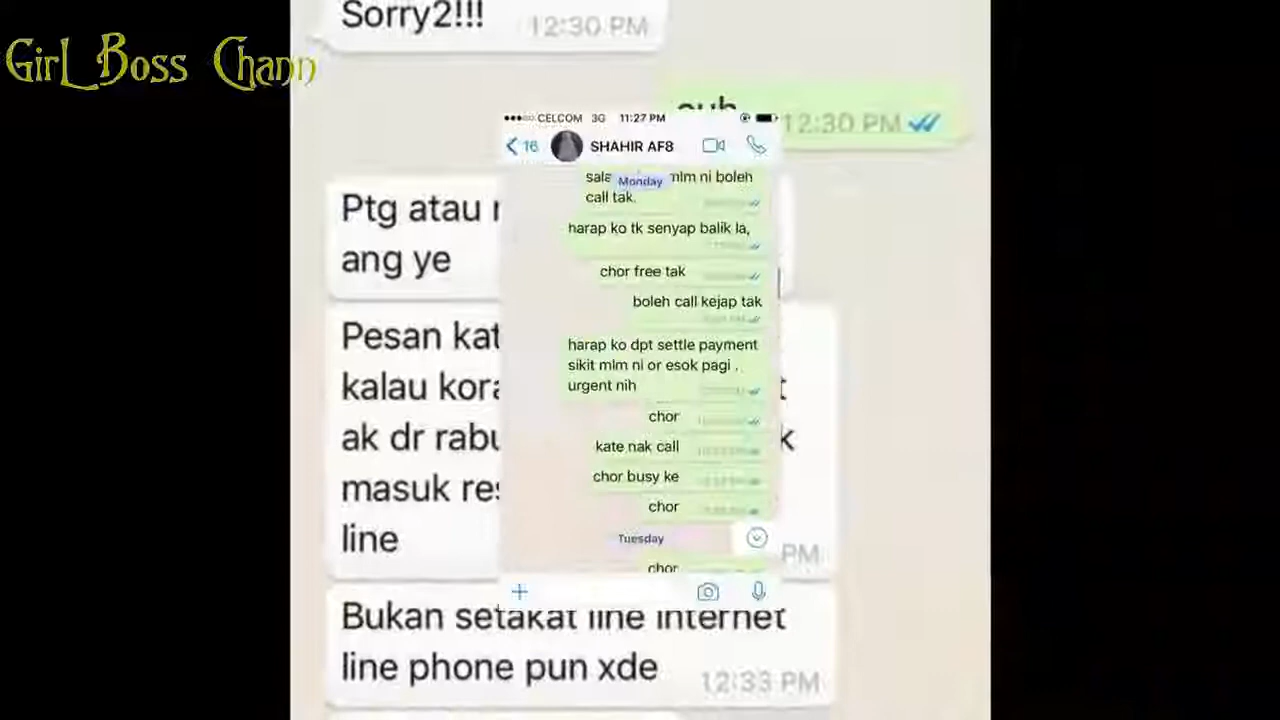 Sorry2!!! 12:30 PM
GirL Boss Chann
12:30 PM
CELCOM 3G 11:27 PM
16 SHAHIR AF8
mlm ni boleh
Monday
call tak.
harap ko tk senyap balik la,
chor free tak
boleh call kejap tak
harap ko dpt settle payment
sikit mlm ni or esok pagi .
urgent nih
chor
kate nak call
chor busy ke
chor
Tuesday
chor
Ptg atau
ang ye
Pesan
kalau
ak dr
masuk
line PM
Bukan setakat line internet
line phone pun xde 12:33 PM